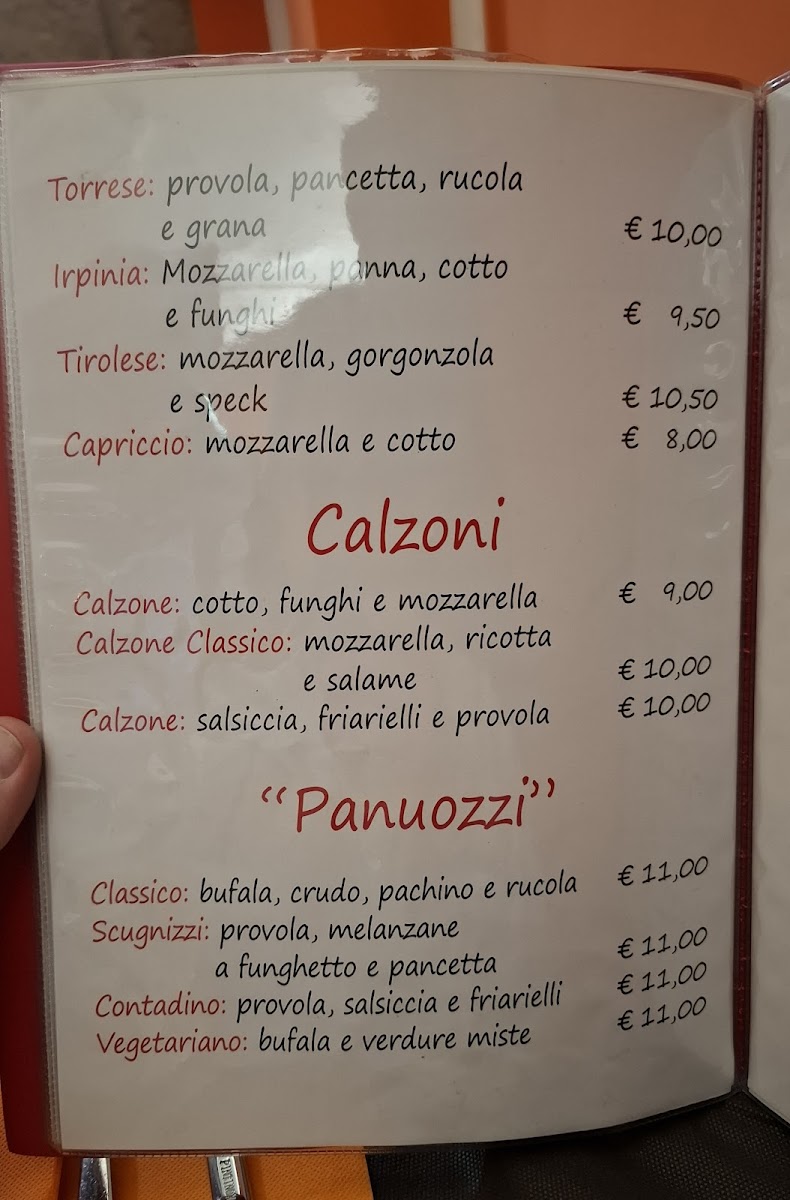 Torrese: provola, pancetta, rucola
e grana € 10,00
Irpinia: Mozzarella, panna, cotto
e funghi € 9,50
Tirolese: mozzarella, gorgonzola
e speck € 10,50
Capriccio: mozzarella e cotto € 8,00
Calzoni
Calzone: cotto, funghi e mozzarella € 9,00
Calzone Classico: mozzarella, ricotta
e salame € 10,00
Calzone: salsiccia, friarielli e provola € 10,00
“Panuozzi”
Classico: bufala, crudo, pachino e rucola € 11,00
Scugnizzi: provola, melanzane
a funghetto e pancetta € 11,00
Contadino: provola, salsiccia e friarielli € 11,00
Vegetariano: bufala e verdure miste € 11,00